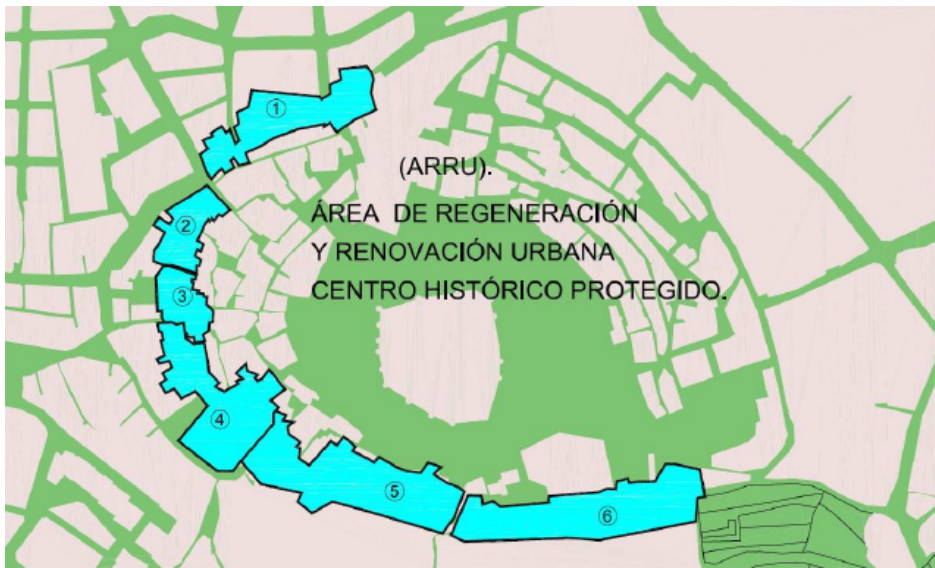 ①
(ARRU).
ÁREA DE REGENERACIÓN
②
Y RENOVACIÓN URBANA
③
CENTRO HISTÓRICO PROTEGIDO.
④
⑤
⑥